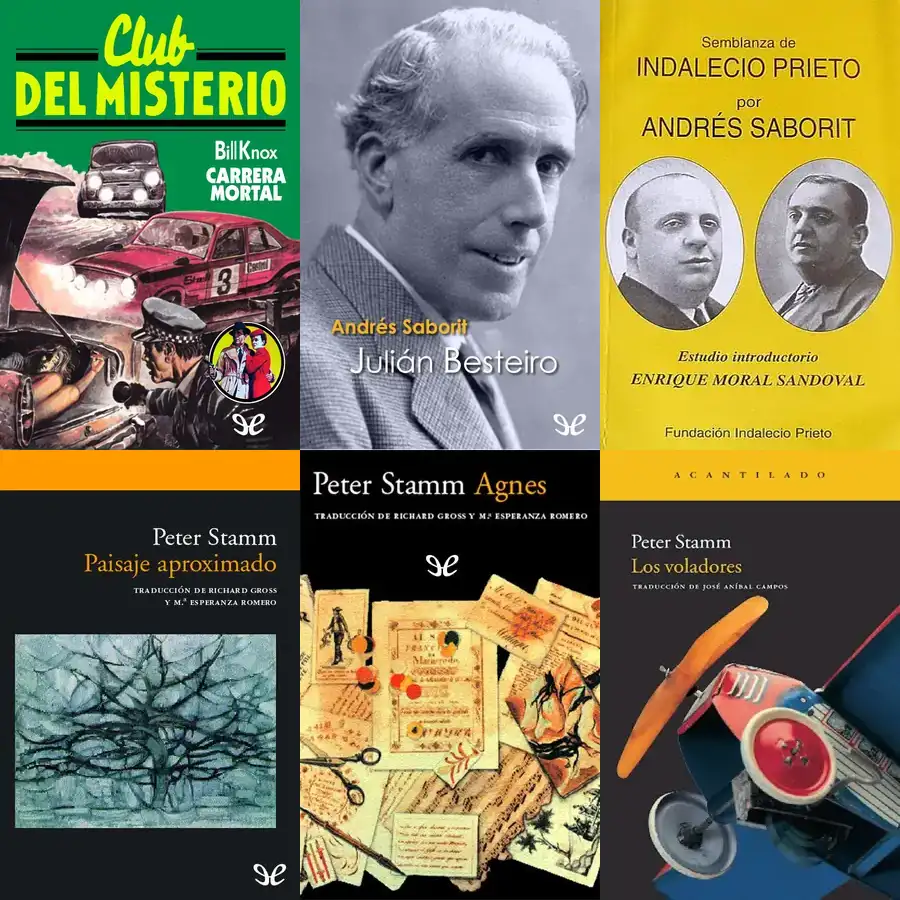 Club
DEL MISTERIO
Bill Knox
CARRERA
MORTAL
3
Andrés Saborit
Julián Besteiro
Semblanza de
INDALECIO PRIETO
por
ANDRÉS SABORIT
Estudio introductorio
ENRIQUE MORAL SANDOVAL
Fundación Indalecio Prieto
Peter Stamm
Paisaje aproximado
TRADUCCIÓN DE RICHARD GROSS
Y M.ª ESPERANZA ROMERO
Peter Stamm Agnes
TRADUCCIÓN DE RICHARD GROSS Y M.ª ESPERANZA ROMERO
ACANTILADO
Peter Stamm
Los voladores
TRADUCCIÓN DE JOSÉ ANÍBAL CAMPOS